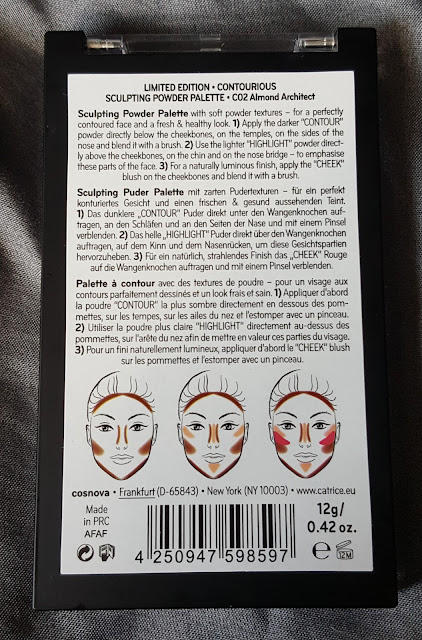 LIMITED EDITION • CONTOURIOUS
SCULPTING POWDER PALETTE • C02 Almond Architect
Sculpting Powder Palette with soft powder textures – for a perfectly
contoured face and a fresh & healthy look. 1) Apply the darker "CONTOUR"
powder directly below the cheekbones, on the temples, on the sides of the
nose and blend it with a brush. 2) Use the lighter "HIGHLIGHT" powder direct-
ly above the cheekbones, on the chin and on the nose bridge – to emphasise
these parts of the face. 3) For a naturally luminous finish, apply the "CHEEK"
blush on the cheekbones and blend it with a brush.
Sculpting Puder Palette mit zarten Pudertexturen – für ein perfekt
konturiertes Gesicht und einen frischen & gesund aussehenden Teint.
1) Das dunklere „CONTOUR" Puder direkt unter den Wangenknochen auf-
tragen, an den Schläfen und an den Seiten der Nase und mit einem Pinsel
verblenden. 2) Das helle „HIGHLIGHT" Puder direkt über den Wangenknochen
auftragen, auf dem Kinn und dem Nasenrücken, um diese Gesichtspartien
hervorzuheben. 3) Für ein natürlich, strahlendes Finish das „CHEEK" Rouge
auf die Wangenknochen auftragen und mit einem Pinsel verblenden.
Palette à contour avec des textures de poudre – pour un visage aux
contours parfaitement dessinés et un look frais et sain. 1) Appliquer d'abord
la poudre "CONTOUR" la plus sombre directement en dessous des pom-
mettes, sur les tempes, sur les ailes du nez et l'estomper avec un pinceau.
2) Utiliser la poudre plus claire "HIGHLIGHT" directement au-dessus des
pommettes, sur l'arête du nez afin de mettre en valeur ces parties du visage.
3) Pour un fini naturellement lumineux, appliquer d'abord le "CHEEK" blush
sur les pommettes et l'estomper avec un pinceau.
cosnova • Frankfurt (D-65843) • New York (NY 10003) • www.catrice.eu
Made
in PRC
AFAF
12g/
0.42 oz.
4 250947 598597
e
12M